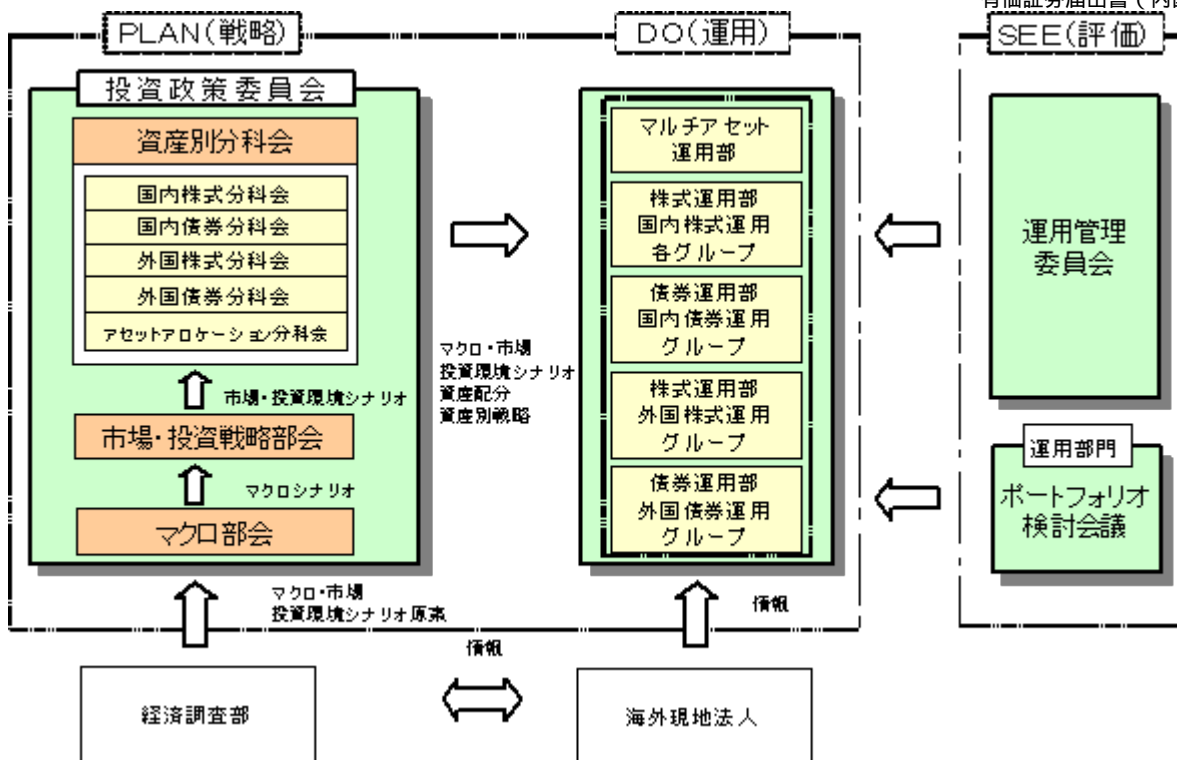 有価証券届出書(内
PLAN(戦略)
DO(運用)
SEE(評価)
投資政策委員会
資産別分科会
国内株式分科会
国内債券分科会
外国株式分科会
外国債券分科会
アセットアロケーション分科会
市場・投資環境シナリオ
市場・投資戦略部会
マクロシナリオ
マクロ部会
マクロ・市場
投資環境シナリオ
資産配分
資産別戦略
マルチアセット
運用部
株式運用部
国内株式運用
各グループ
債券運用部
国内債券運用
グループ
株式運用部
外国株式運用
グループ
債券運用部
外国債券運用
グループ
運用管理
委員会
運用部門
ポートフォリオ
検討会議
マクロ・市場
投資環境シナリオ原案
情報
情報
経済調査部
海外現地法人